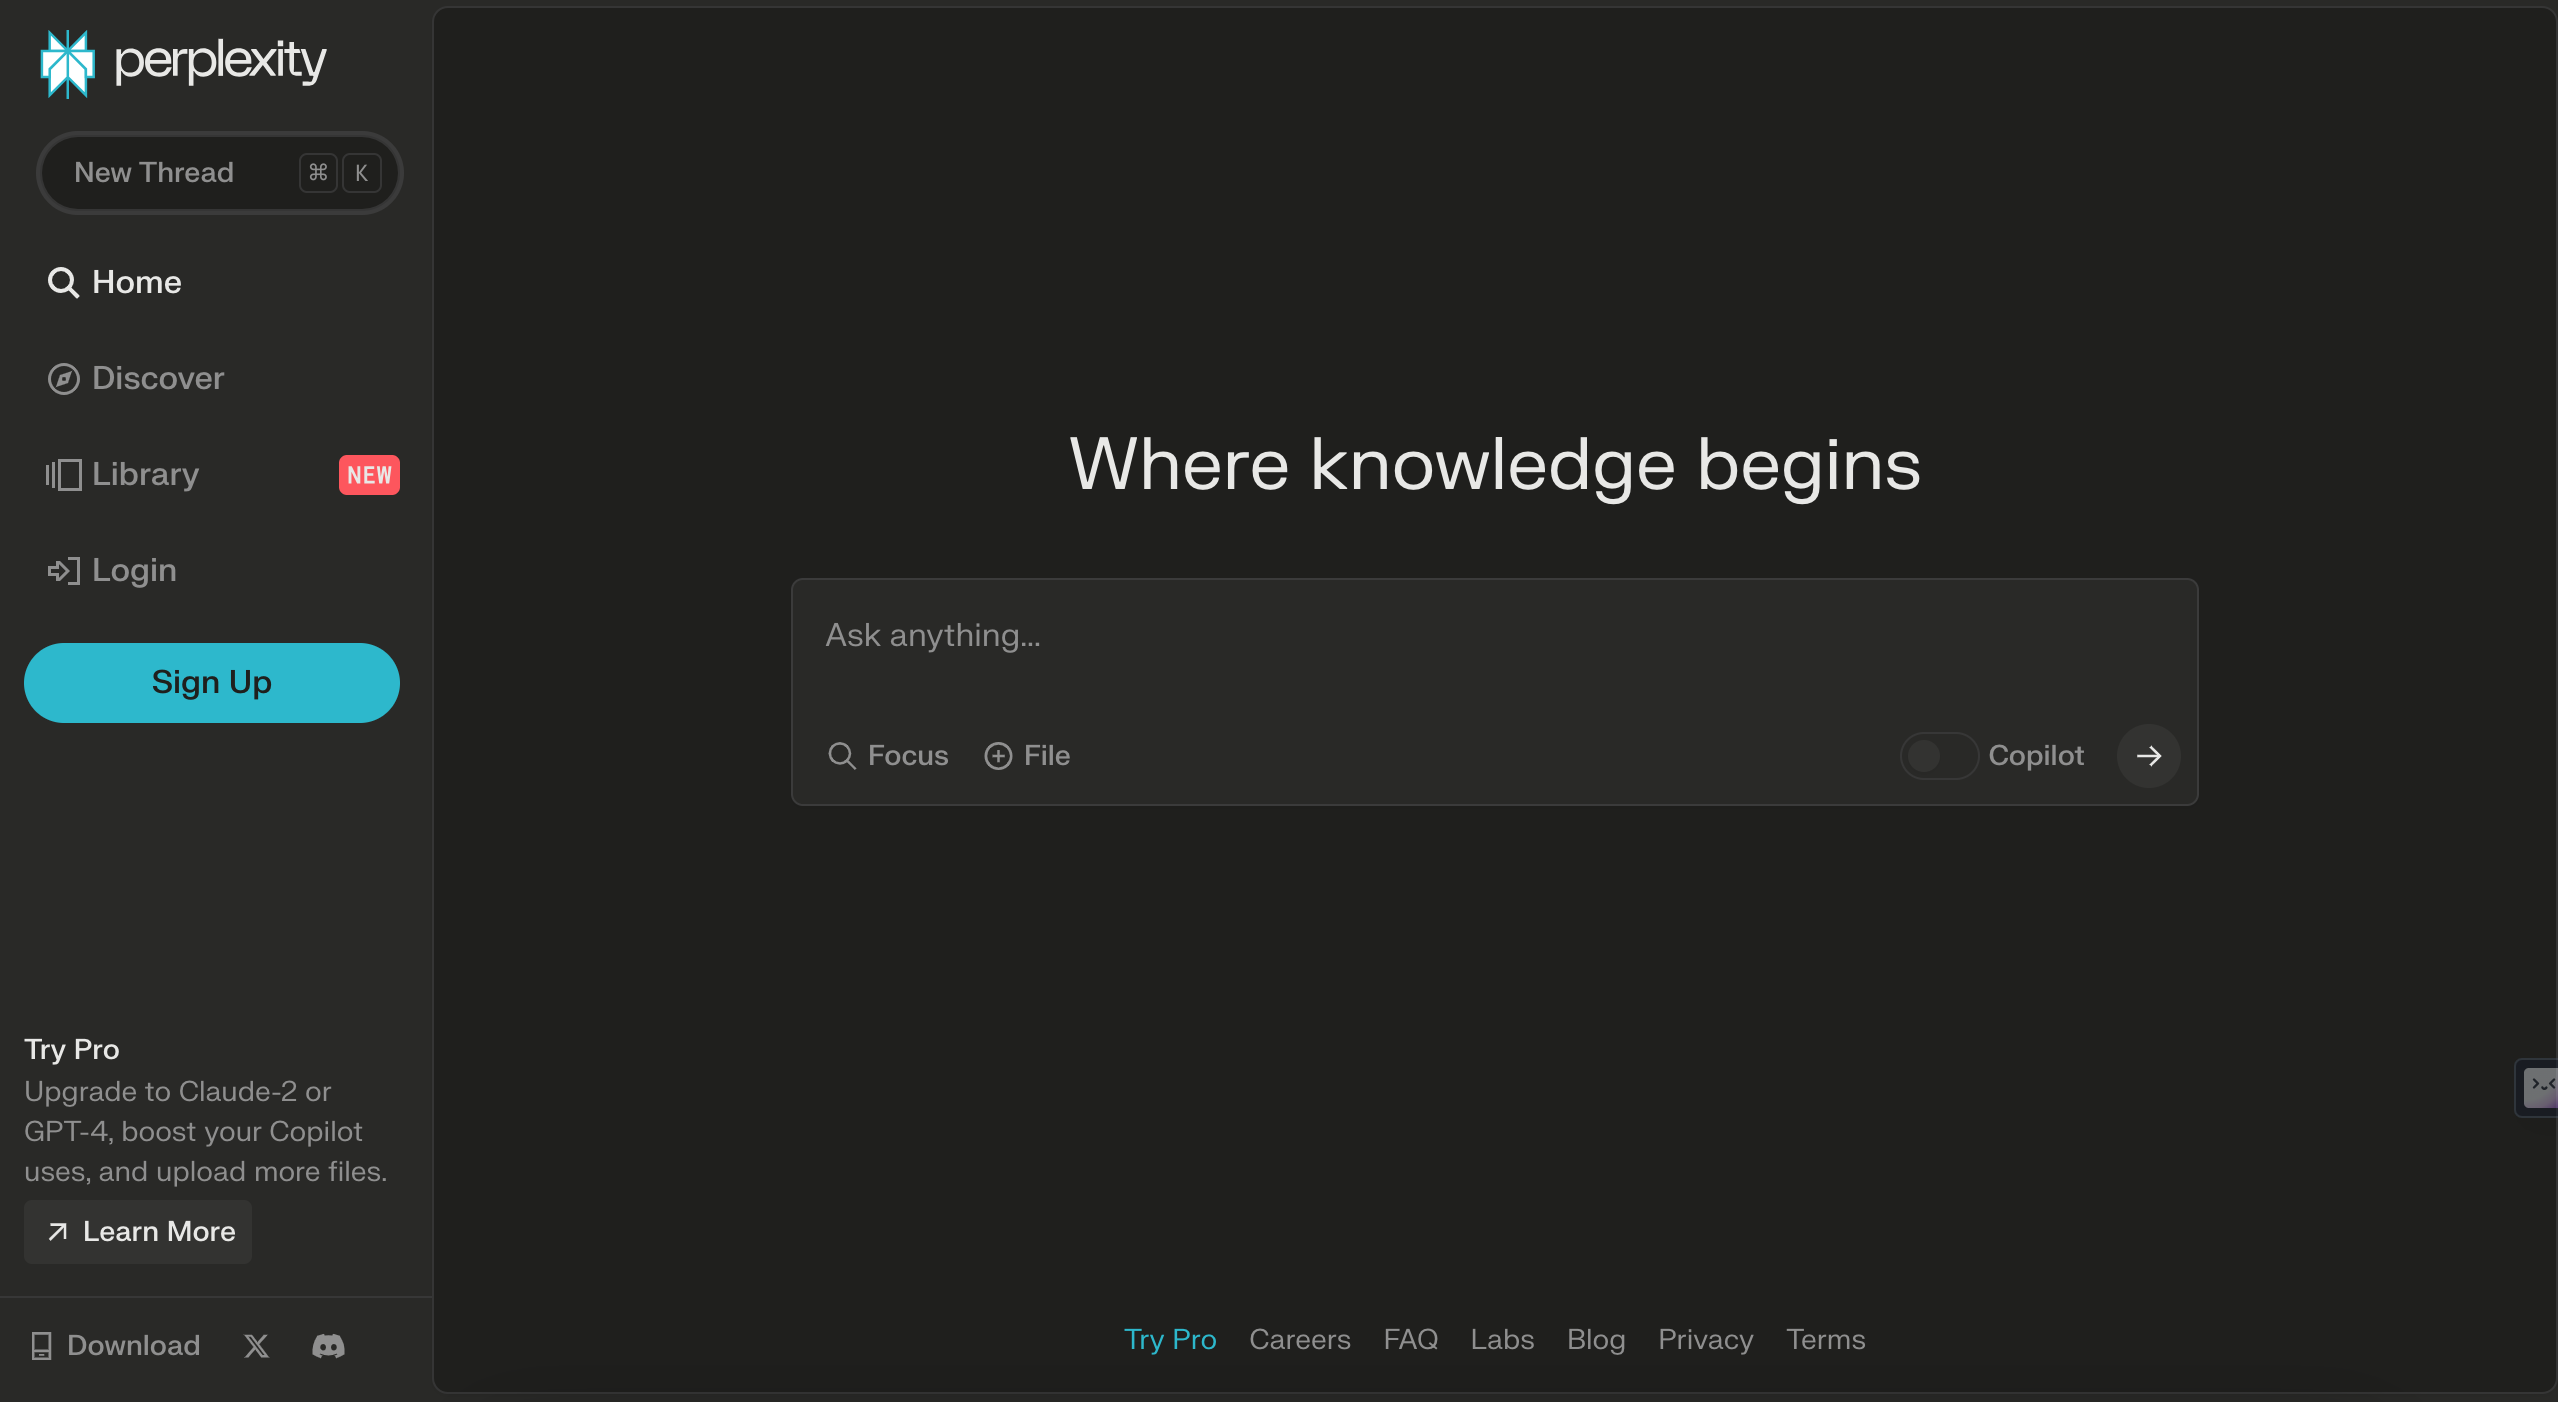 perplexity
New Thread ⌘ K
Home
Discover
Library NEW
Login
Sign Up
Try Pro
Upgrade to Claude-2 or
GPT-4, boost your Copilot
uses, and upload more files.
Learn More
Download
Where knowledge begins
Ask anything...
Focus File Copilot
Try Pro Careers FAQ Labs Blog Privacy Terms